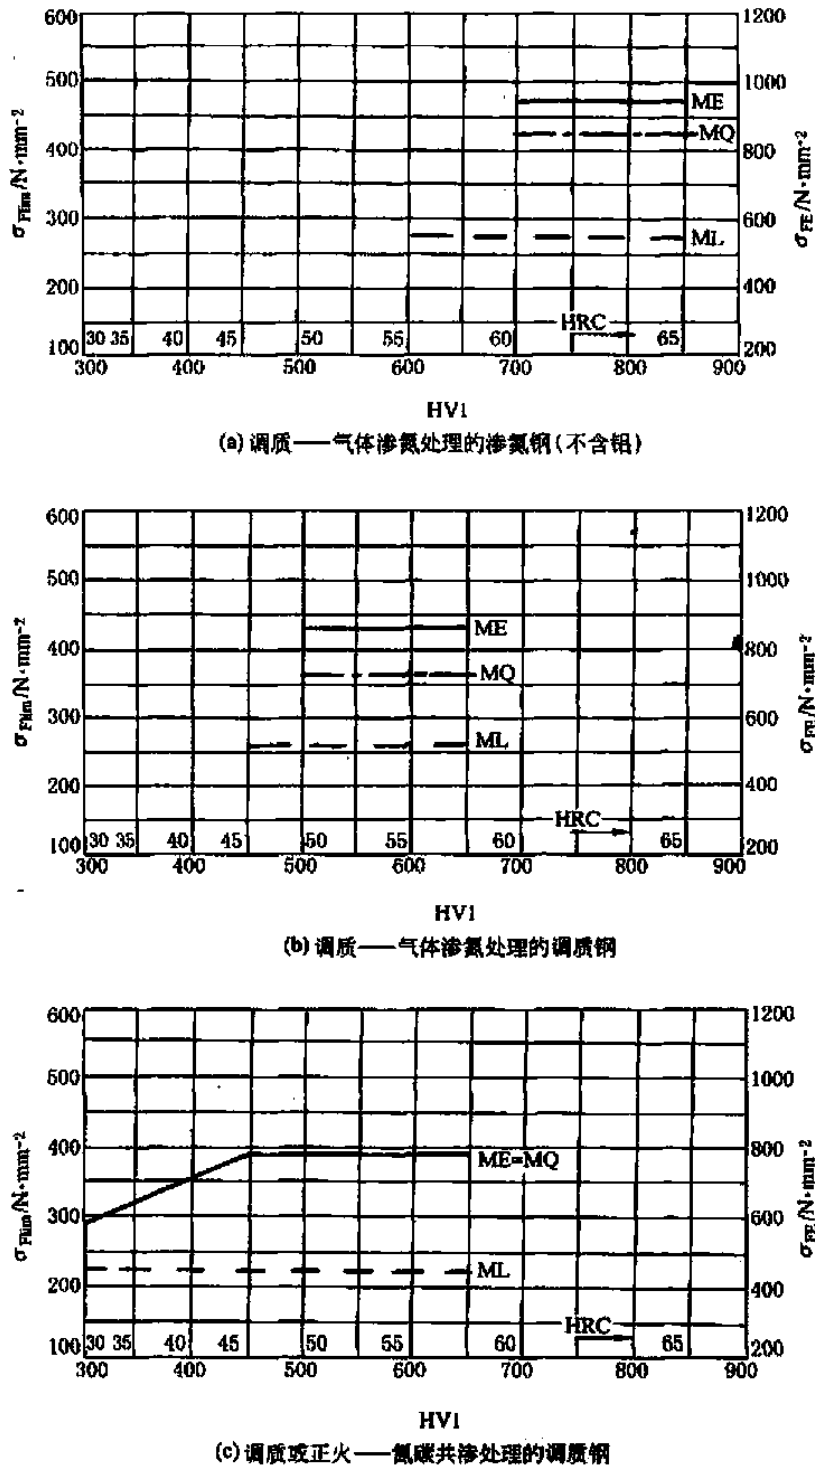 600 1200
500 1000
ME
MQ
400 800
σFlim/N·mm⁻² σFE/N·mm⁻²
300 600
ML
200 400
30 35 40 45 50 55 60 HRC 65
100 200
300 400 500 600 700 800 900
HV1
(a) 调质——气体渗氮处理的渗氮钢(不含铝)
600 1200
500 1000
ME
400 800
MQ
σFlim/N·mm⁻² σFE/N·mm⁻²
300 600
ML
200 400
HRC
30 35 40 45 50 55 60 65
100 200
300 400 500 600 700 800 900
HV1
(b) 调质——气体渗氮处理的调质钢
600 1200
500 1000
400 800
ME=MQ
σFlim/N·mm⁻² σFE/N·mm⁻²
300 600
ML
200 400
HRC
30 35 40 45 50 55 60 65
100 200
300 400 500 600 700 800 900
HV1
(c) 调质或正火——氮碳共渗处理的调质钢